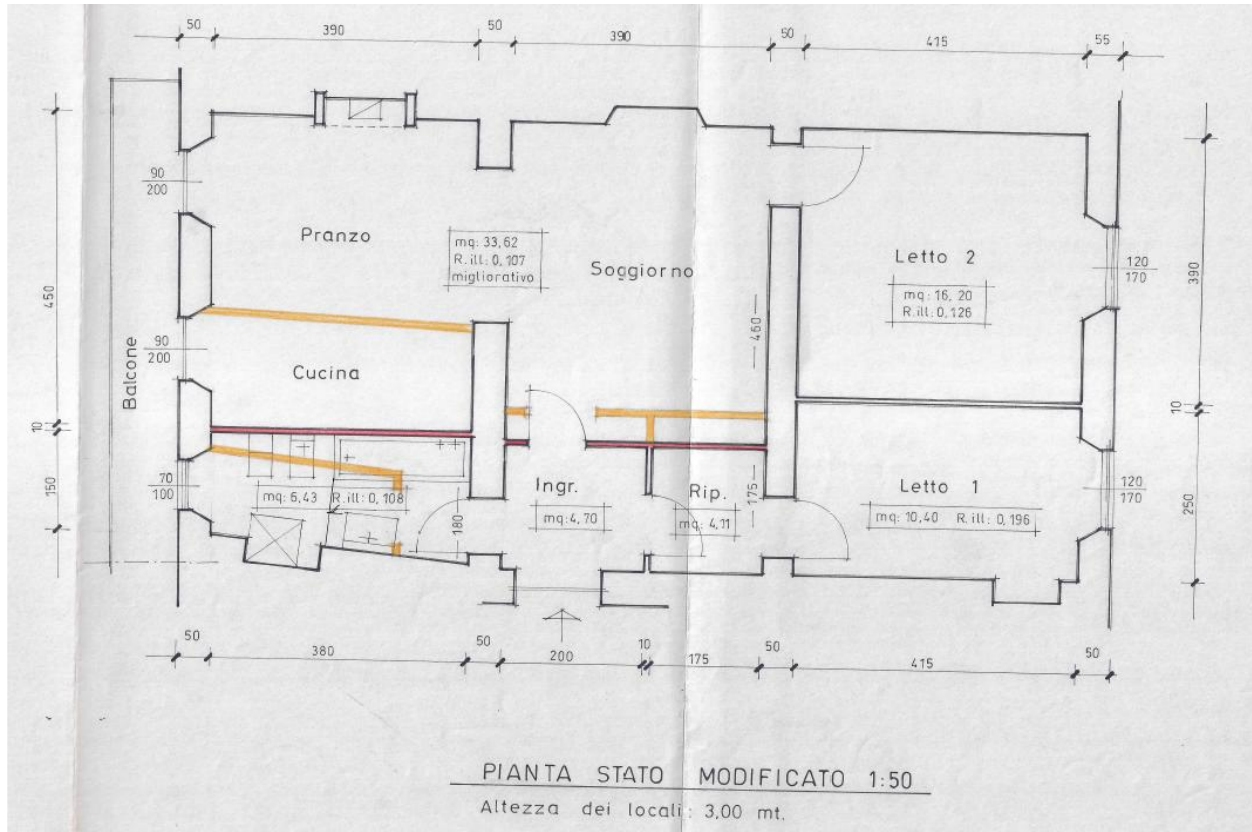 50 390 50 390 50 415 55
90
200
Pranzo
mq: 33,62
R.ill: 0,107
migliorativo
Soggiorno
Letto 2
mq: 16,20
R.ill: 0,126
120
170
390
450
460
Balcone
90
200
Cucina
10
10
150
70
100
mq: 6,43 R.ill: 0,108
180
Ingr.
mq: 4,70
Rip.
175
mq: 4,11
Letto 1
mq: 10,40 R.ill: 0,196
120
170
250
50 380 50 200 10 175 50 415 50
PIANTA STATO MODIFICATO 1:50
Altezza dei locali: 3,00 mt.